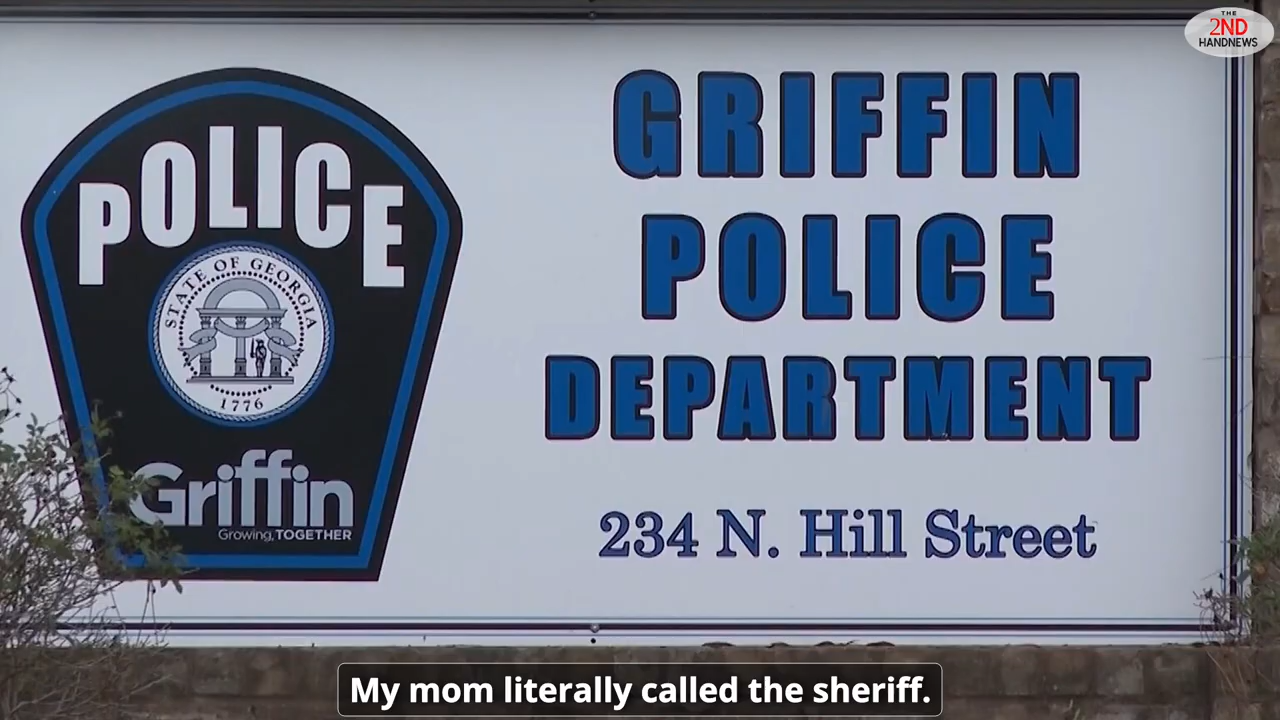 THE
2ND
HANDNEWS
POLICE
STATE OF GEORGIA
1776
Griffin
Growing, TOGETHER
GRIFFIN
POLICE
DEPARTMENT
234 N. Hill Street
My mom literally called the sheriff.